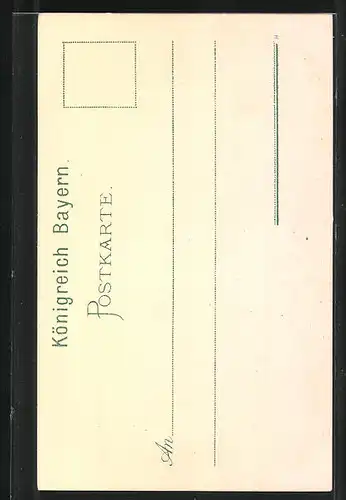 Königreich Bayern.
POSTKARTE.
An